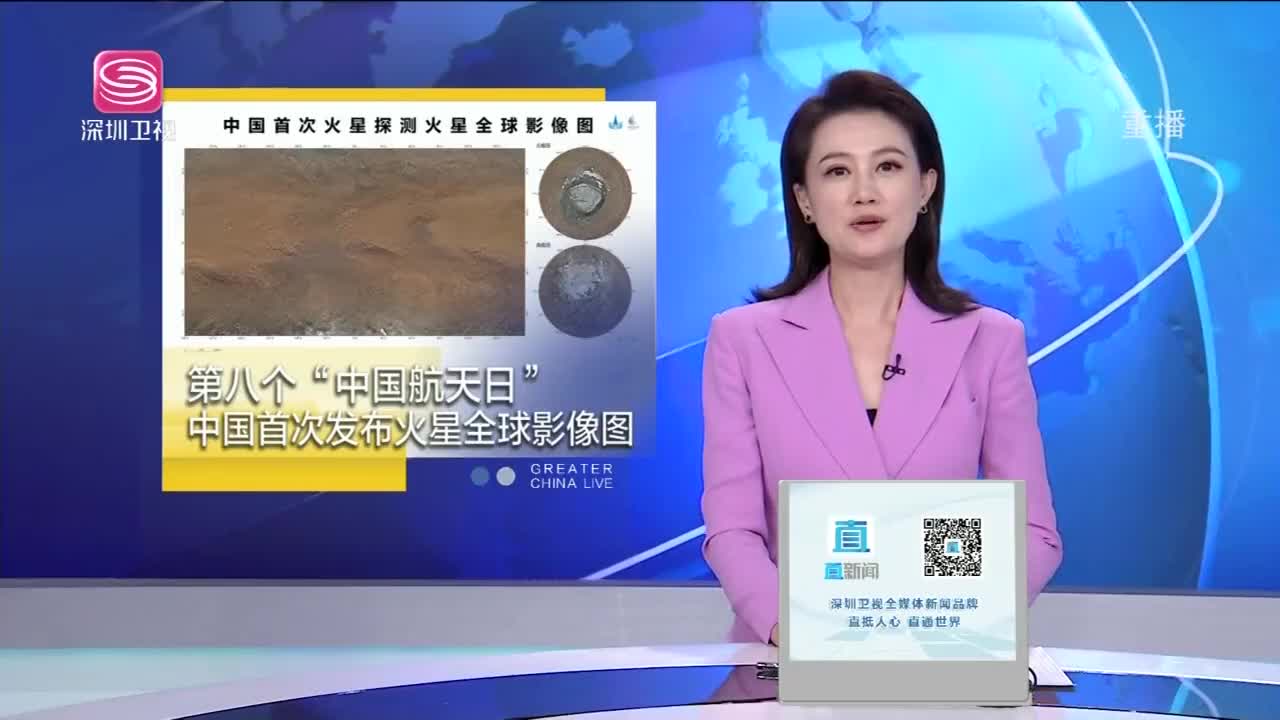 深圳卫视
中国首次火星探测火星全球影像图
重播
第八个“中国航天日”
中国首次发布火星全球影像图
GREATER
CHINA LIVE
直
直新闻
深圳卫视全媒体新闻品牌
直抵人心 直通世界